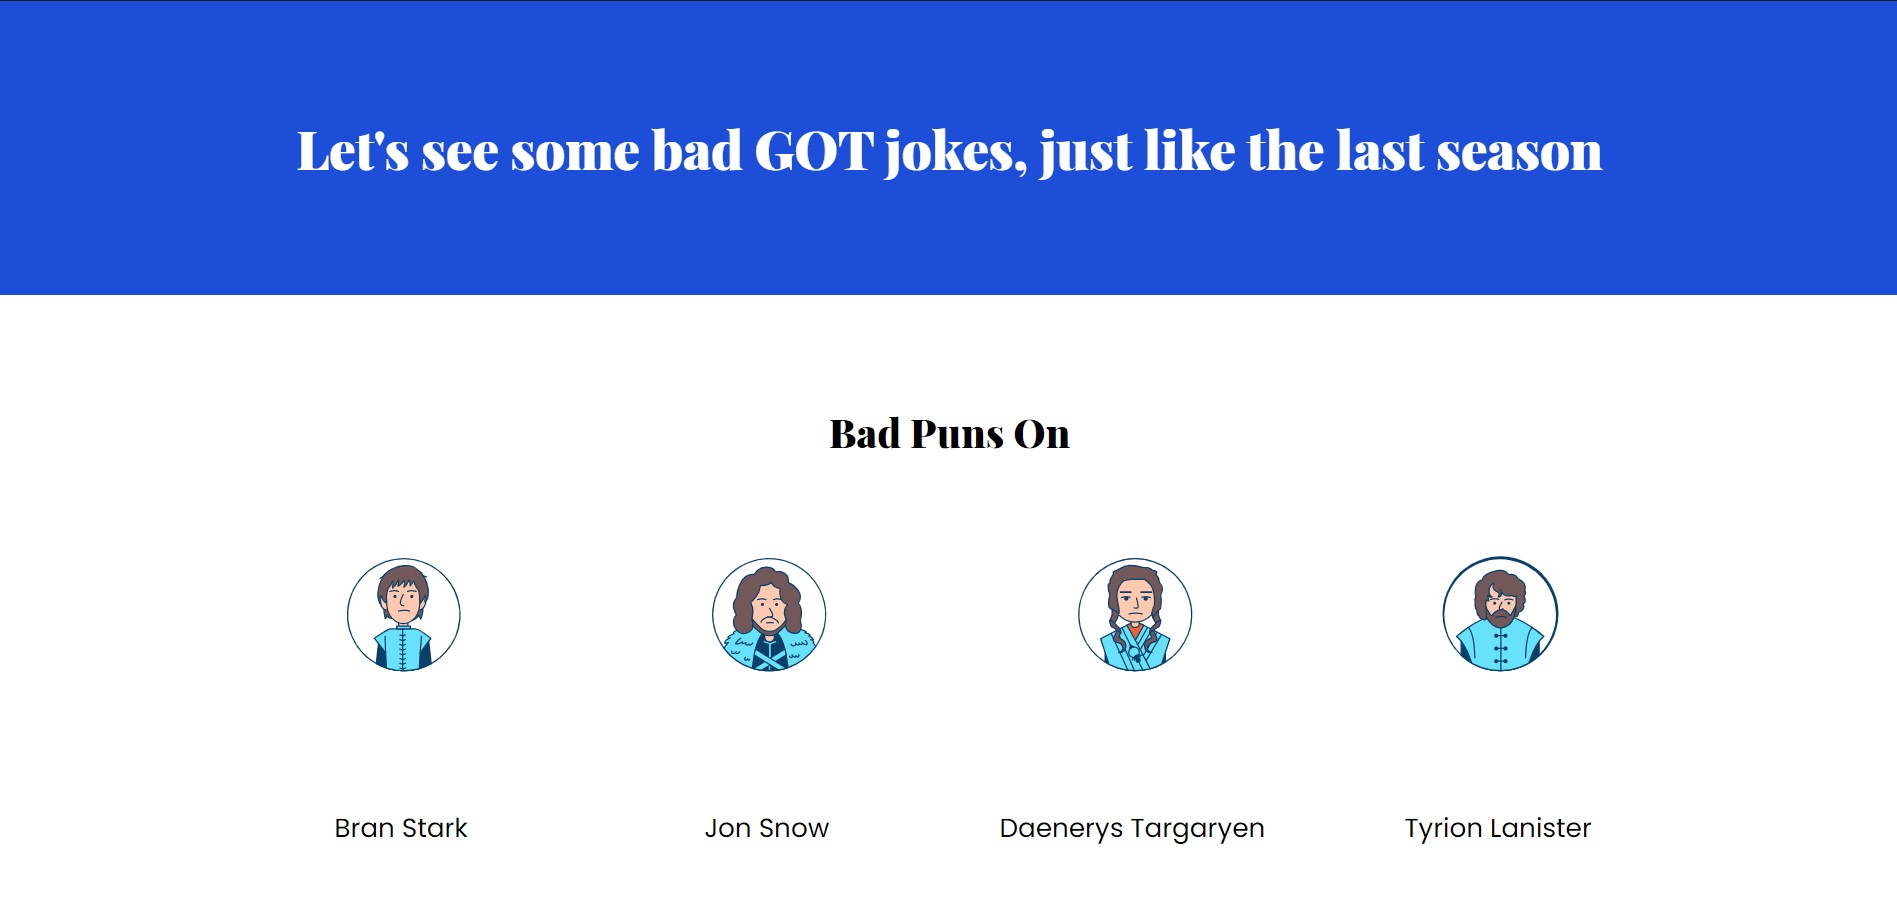 Let's see some bad GOT jokes, just like the last season
Bad Puns On
Bran Stark
Jon Snow
Daenerys Targaryen
Tyrion Lanister